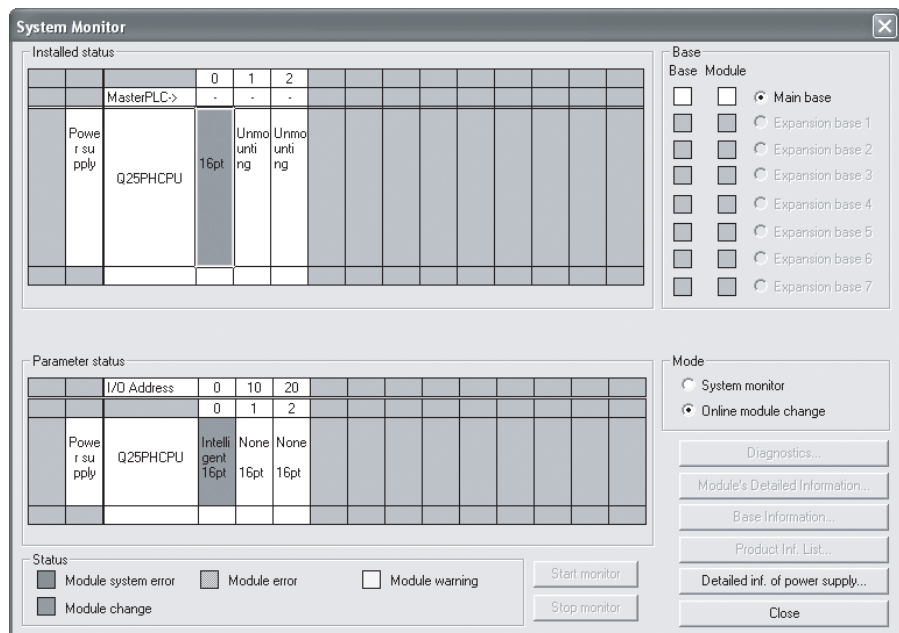 System Monitor
Installed status
0 1 2
MasterPLC-> - - -
Powe
r su
pply
Q25PHCPU
16pt
Unmo
unti
ng
Unmo
unti
ng
Base
Base Module
Main base
Expansion base 1
Expansion base 2
Expansion base 3
Expansion base 4
Expansion base 5
Expansion base 6
Expansion base 7
Parameter status
I/O Address 0 10 20
0 1 2
Powe
r su
pply
Q25PHCPU
Intelli
gent
16pt
None
16pt
None
16pt
Mode
System monitor
Online module change
Diagnostics...
Module's Detailed Information...
Base Information...
Product Inf. List...
Detailed inf. of power supply...
Close
Status
Module system error
Module error
Module warning
Module change
Start monitor
Stop monitor